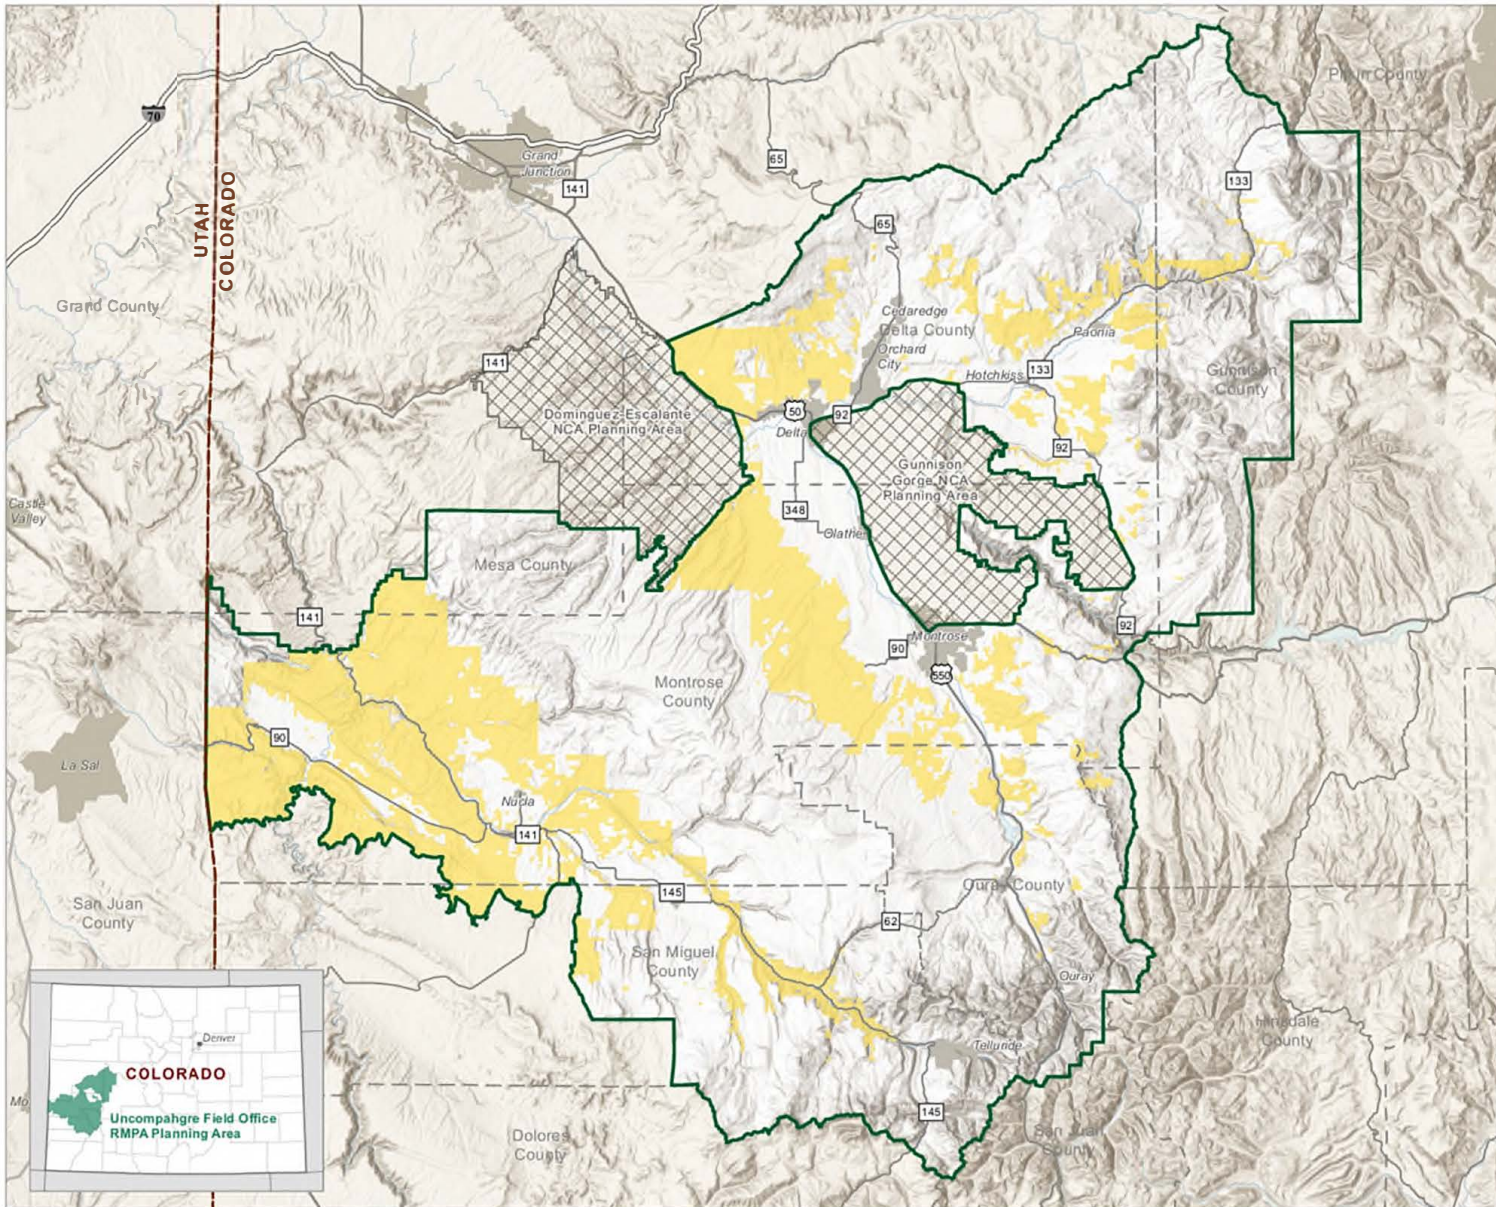 Pitkin County
70
65
Grand
Junction
141
133
UTAH
COLORADO
65
Grand County
Cedaredge
Delta County
Paonia
Orchard
City
141
Hotchkiss
133
Gunnison
County
Dominguez-Escalante
NCA Planning Area
50
92
Delta
92
Gunnison
Gorge NCA
Planning Area
Castle
Valley
348
Olathe
Mesa County
141
92
Montrose
90
550
Montrose
County
90
La Sal
Nucla
141
145
Ouray County
San Juan
County
62
San Miguel
County
Ouray
Hinsdale
County
Telluride
145
Dolores
County
San Juan
County
Mo
Denver
COLORADO
Uncompahgre Field Office
RMPA Planning Area